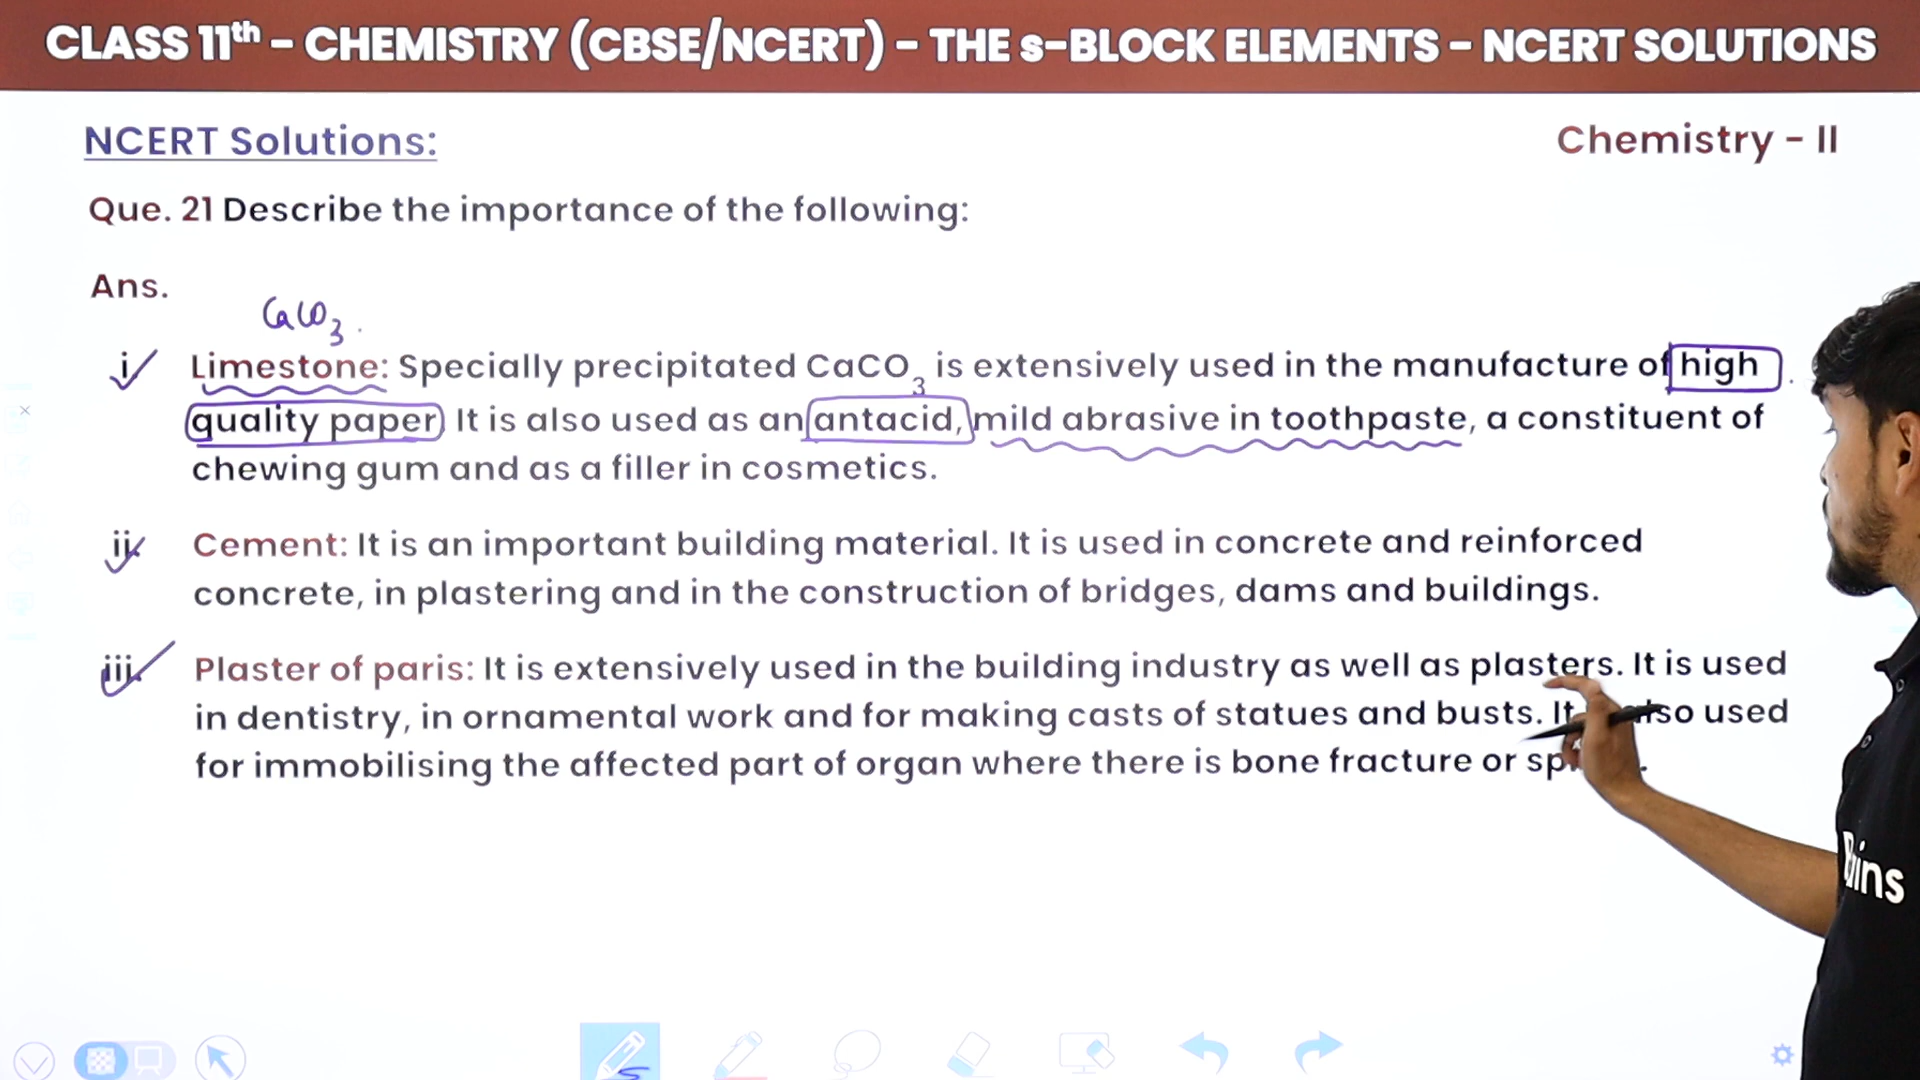 CLASS 11th – CHEMISTRY (CBSE/NCERT) – THE s-BLOCK ELEMENTS – NCERT SOLUTIONS
NCERT Solutions:
Chemistry - II
Que. 21 Describe the importance of the following:
Ans.
CaCO3
i. Limestone: Specially precipitated CaCO3 is extensively used in the manufacture of high
quality paper. It is also used as an antacid, mild abrasive in toothpaste, a constituent of
chewing gum and as a filler in cosmetics.
ii. Cement: It is an important building material. It is used in concrete and reinforced
concrete, in plastering and in the construction of bridges, dams and buildings.
iii. Plaster of paris: It is extensively used in the building industry as well as plasters. It is used
in dentistry, in ornamental work and for making casts of statues and busts. It also used
for immobilising the affected part of organ where there is bone fracture or